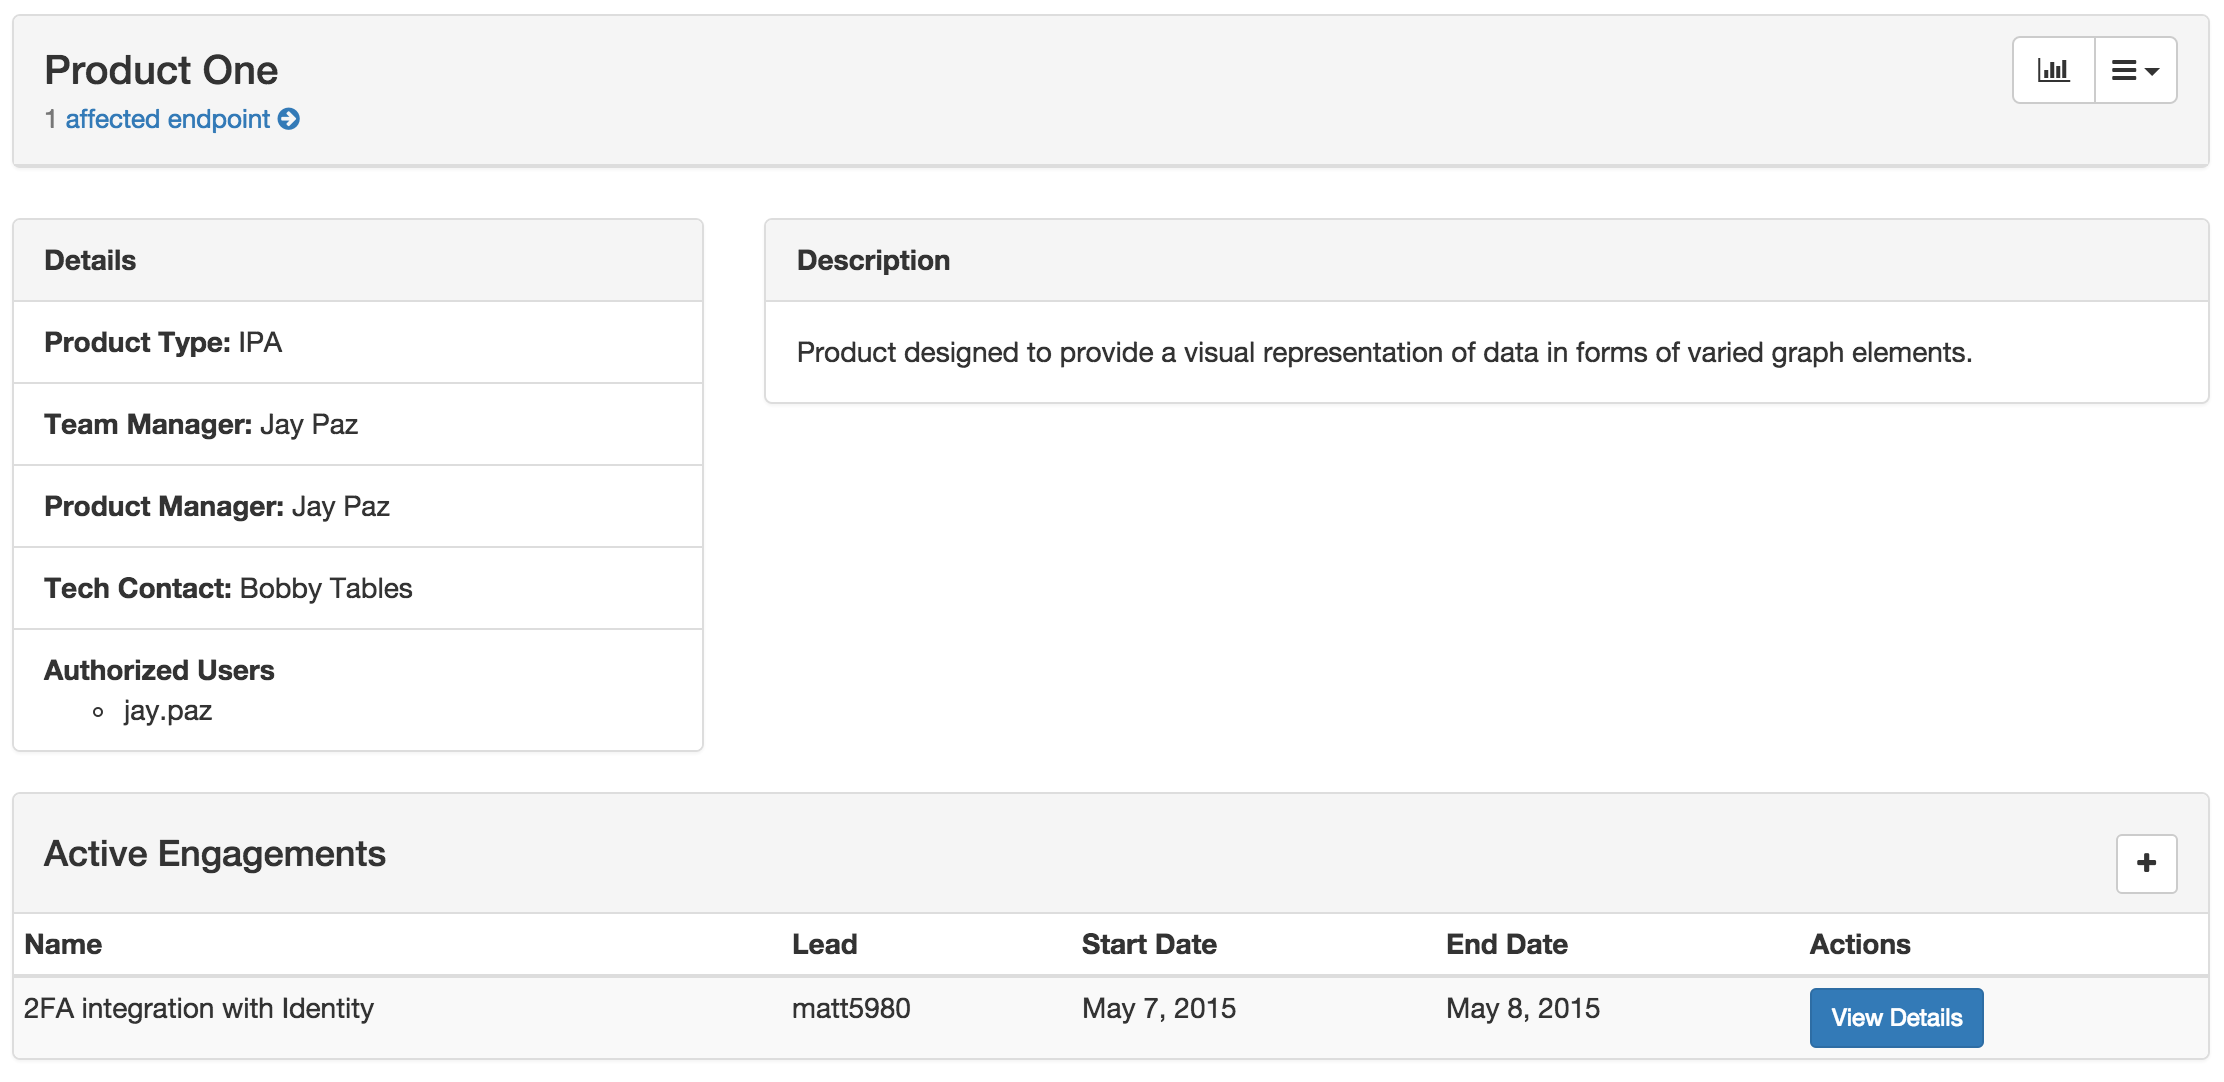 Product One
1 affected endpoint
Details
Product Type: IPA
Team Manager: Jay Paz
Product Manager: Jay Paz
Tech Contact: Bobby Tables
Authorized Users
jay.paz
Description
Product designed to provide a visual representation of data in forms of varied graph elements.
Active Engagements
Name Lead Start Date End Date Actions
2FA integration with Identity matt5980 May 7, 2015 May 8, 2015 View Details